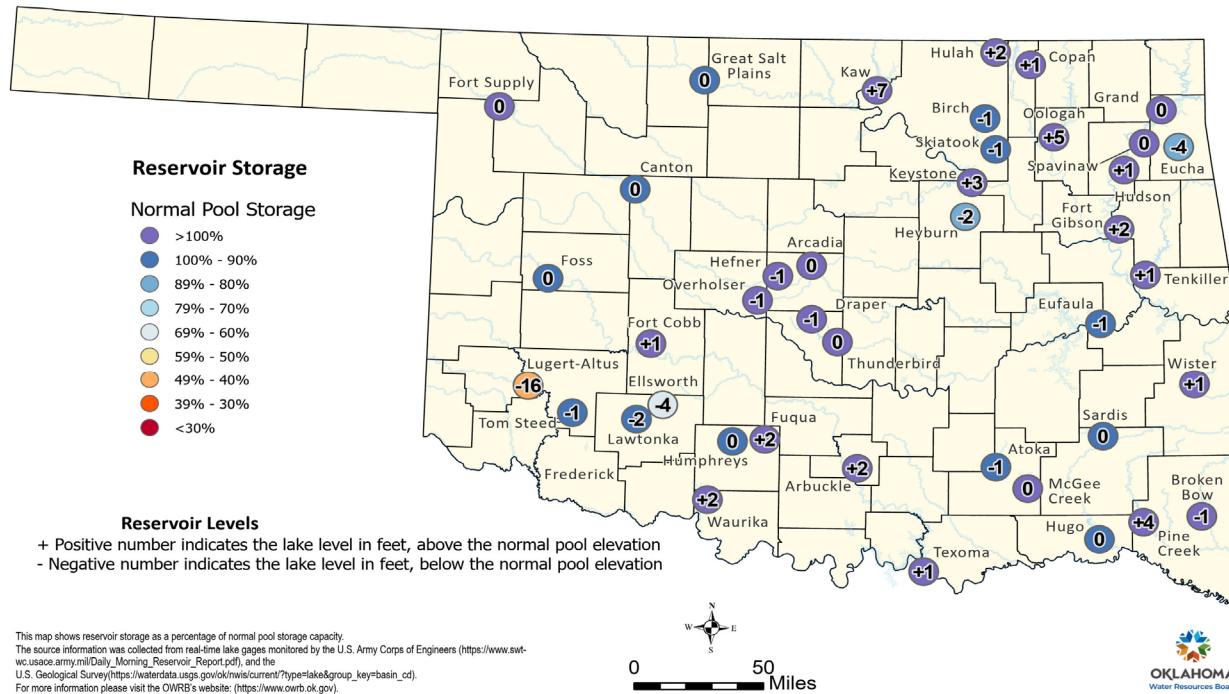 Hulah
+2
+1
Copan
Great Salt
Plains
0
Kaw
+7
Fort Supply
0
Grand
0
Birch
-1
Oologah
+5
Skiatook
-1
Spavinaw
0
-4
Eucha
Canton
0
Keystone
+3
+1
Hudson
-2
Heyburn
Fort
Gibson
+2
Arcadia
0
Hefner
-1
Foss
0
Overholser
-1
+1
Tenkiller
Draper
-1
Eufaula
-1
Fort Cobb
+1
0
Thunderbird
Lugert-Altus
-16
Ellsworth
-4
Wister
+1
Tom Steed
-1
-2
Lawtonka
Fuqua
0
+2
Humphreys
Sardis
0
Frederick
Arbuckle
+2
Atoka
-1
McGee
Creek
0
Broken
Bow
-1
+2
Waurika
Hugo
0
+4
Pine
Creek
Texoma
+1
Reservoir Storage
Normal Pool Storage
>100%
100% - 90%
89% - 80%
79% - 70%
69% - 60%
59% - 50%
49% - 40%
39% - 30%
<30%
Reservoir Levels
+ Positive number indicates the lake level in feet, above the normal pool elevation
- Negative number indicates the lake level in feet, below the normal pool elevation
This map shows reservoir storage as a percentage of normal pool storage capacity.
The source information was collected from real-time lake gages monitored by the U.S. Army Corps of Engineers (https://www.swt-
wc.usace.army.mil/Daily_Morning_Reservoir_Report.pdf), and the
U.S. Geological Survey(https://waterdata.usgs.gov/ok/nwis/current/?type=lake&group_key=basin_cd).
For more information please visit the OWRB's website: (https://www.owrb.ok.gov).
N
W E
S
0 50
Miles
OKLAHOMA
Water Resources Boa